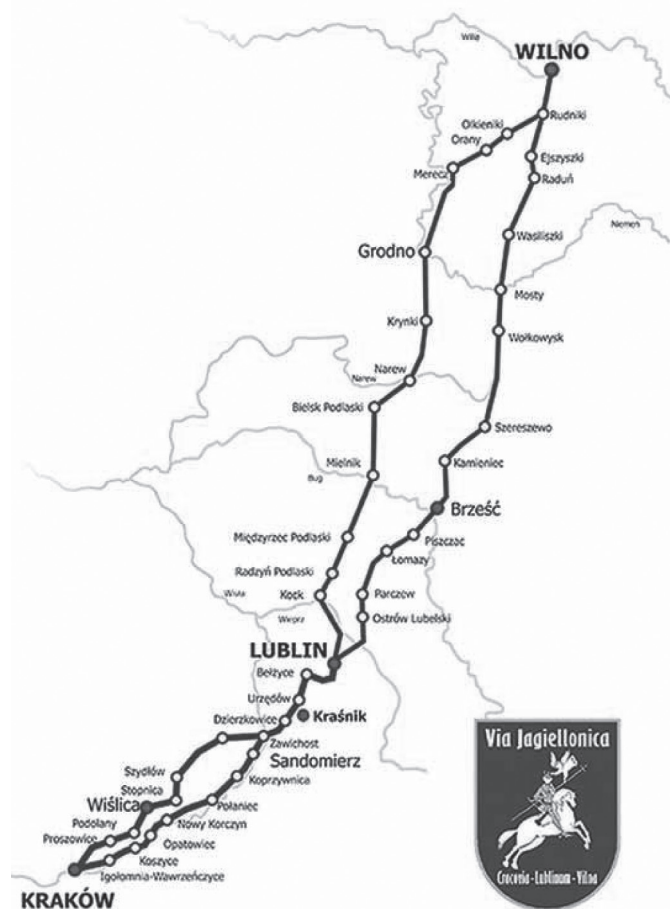 Wilia
WILNO
Rudniki
Olkieniki
Orany
Ejszyszki
Merecz
Raduń
Wasiliszki
Niemen
Grodno
Mosty
Krynki
Wołkowysk
Narew
Narew
Bielsk Podlaski
Szereszewo
Mielnik
Kamieniec
Bug
Brześć
Międzyrzec Podlaski
Piszczac
Łomazy
Radzyń Podlaski
Wisła
Kock
Parczew
Wieprz
Ostrów Lubelski
LUBLIN
Bełżyce
Urzędów
Kraśnik
Dzierzkowice
Zawichost
Sandomierz
Szydłów
Koprzywnica
Stopnica
Wiślica
Połaniec
Podolany
Nowy Korczyn
Proszowice
Opatowiec
Koszyce
Igołomnia-Wawrzeńczyce
KRAKÓW
Via Jagiellonica
Cracovia-Lublinum-Vilna